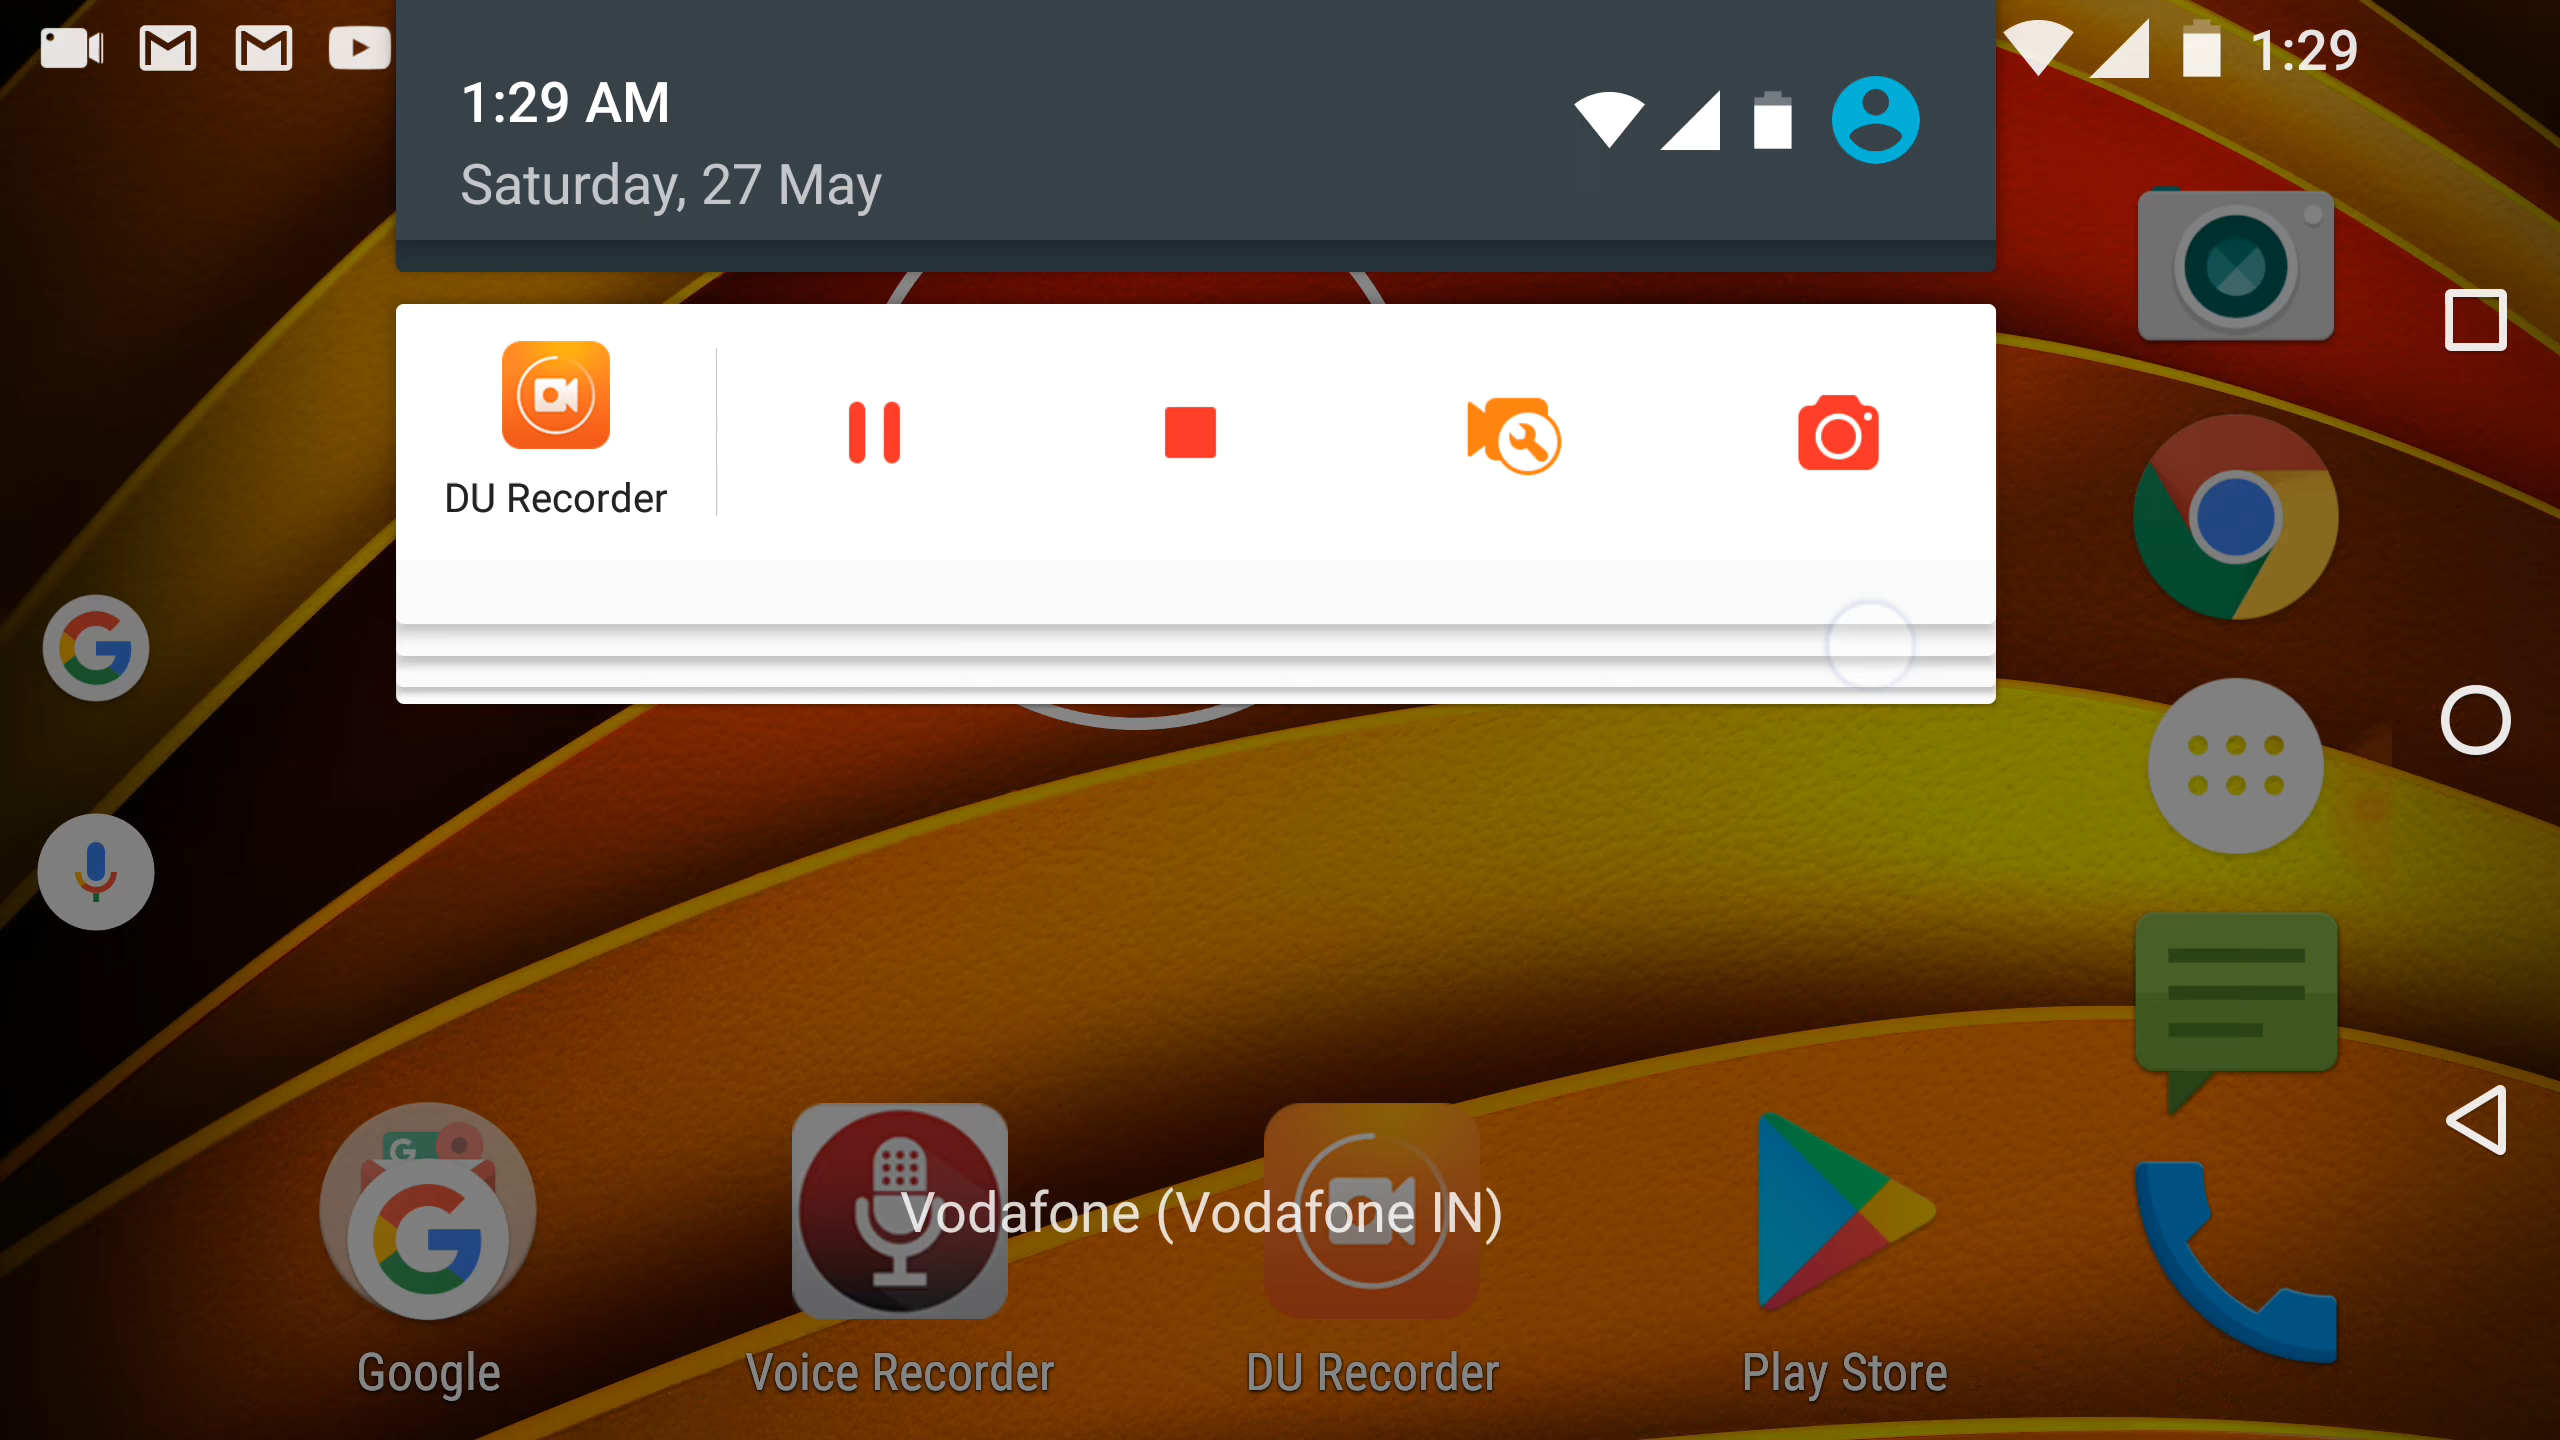 1:29
1:29 AM
Saturday, 27 May
DU Recorder
Vodafone (Vodafone IN)
Google
Voice Recorder
DU Recorder
Play Store